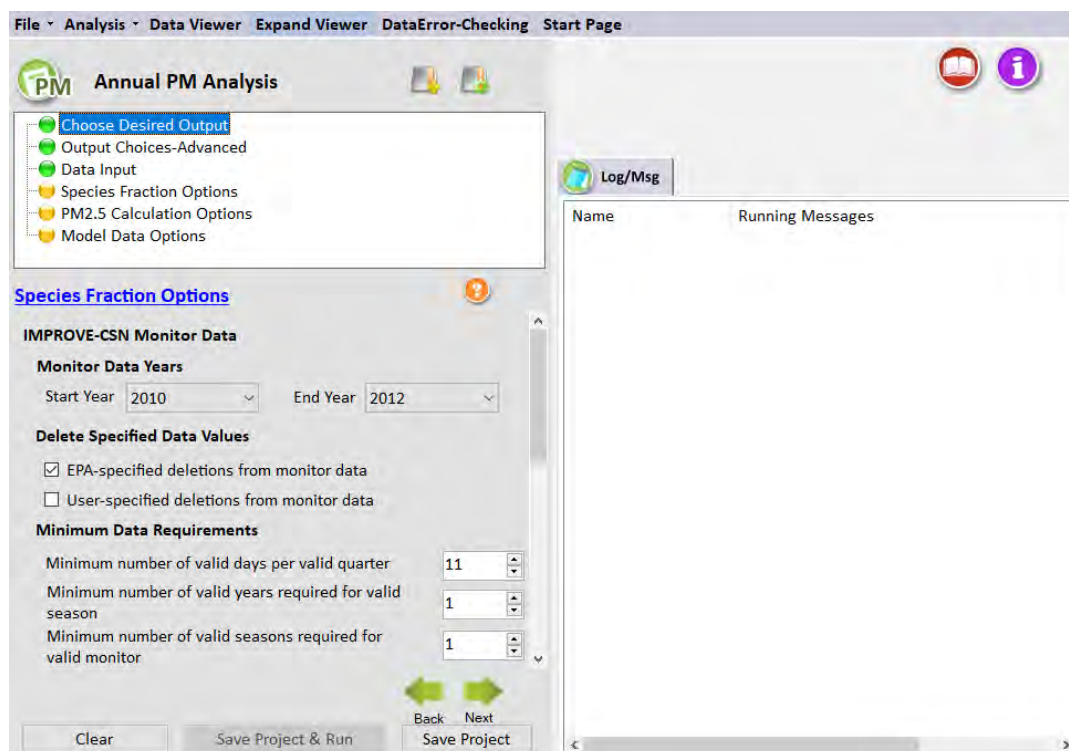 File Analysis Data Viewer Expand Viewer DataError-Checking Start Page
PM Annual PM Analysis
Choose Desired Output
Output Choices-Advanced
Data Input
Species Fraction Options
PM2.5 Calculation Options
Model Data Options
Species Fraction Options
IMPROVE-CSN Monitor Data
Monitor Data Years
Start Year 2010 End Year 2012
Delete Specified Data Values
EPA-specified deletions from monitor data
User-specified deletions from monitor data
Minimum Data Requirements
Minimum number of valid days per valid quarter 11
Minimum number of valid years required for valid
season
1
Minimum number of valid seasons required for
valid monitor
1
Back Next
Clear Save Project & Run Save Project
i
Log/Msg
Name Running Messages